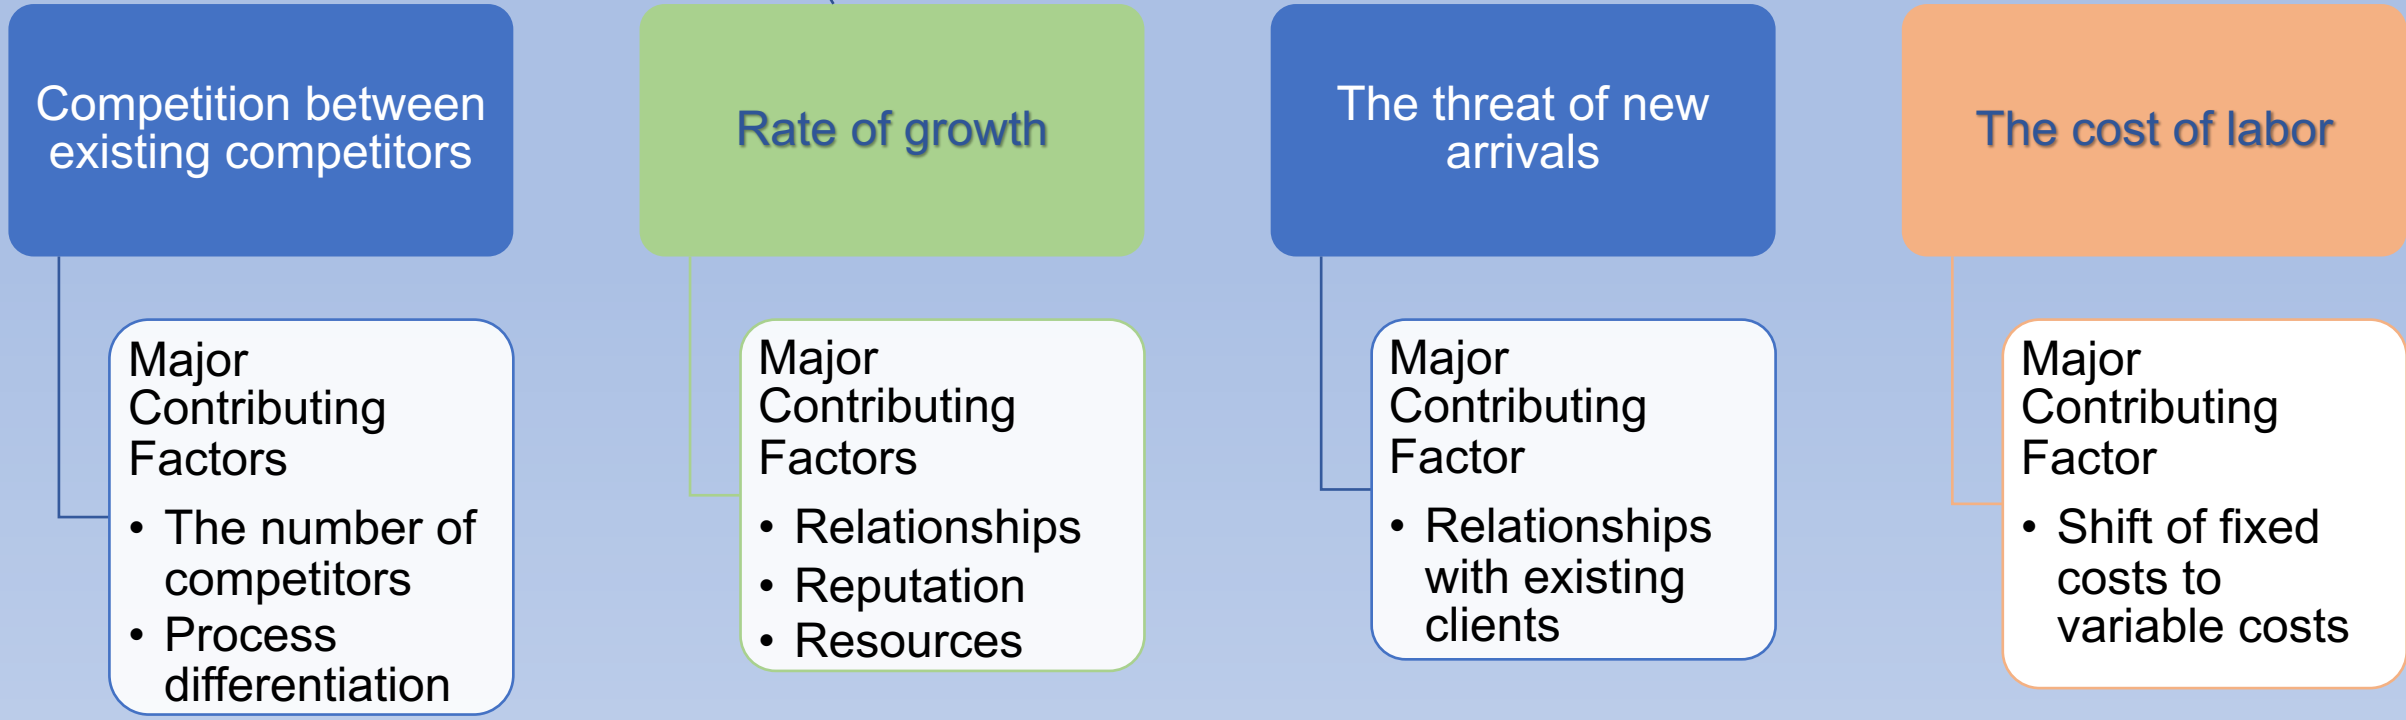 Competition between
existing competitors
Major
Contributing
Factors
• The number of
competitors
• Process
differentiation
Rate of growth
Major
Contributing
Factors
• Relationships
• Reputation
• Resources
The threat of new
arrivals
Major
Contributing
Factor
• Relationships
with existing
clients
The cost of labor
Major
Contributing
Factor
• Shift of fixed
costs to
variable costs